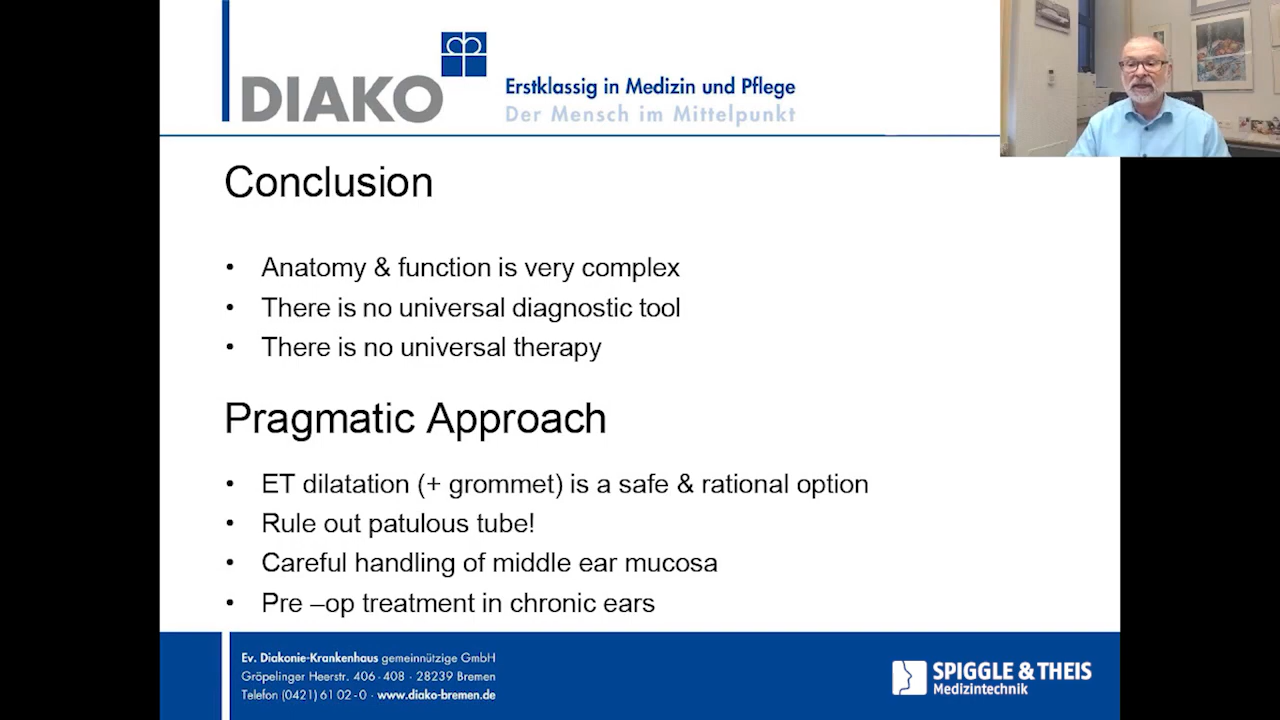 DIAKO
Erstklassig in Medizin und Pflege
Der Mensch im Mittelpunkt
Conclusion
• Anatomy & function is very complex
• There is no universal diagnostic tool
• There is no universal therapy
Pragmatic Approach
• ET dilatation (+ grommet) is a safe & rational option
• Rule out patulous tube!
• Careful handling of middle ear mucosa
• Pre –op treatment in chronic ears
Ev. Diakonie-Krankenhaus gemeinnützige GmbH
Gröpelinger Heerstr. 406 - 408 · 28239 Bremen
Telefon (0421) 61 02 - 0 · www.diako-bremen.de
SPIGGLE & THEIS
Medizintechnik